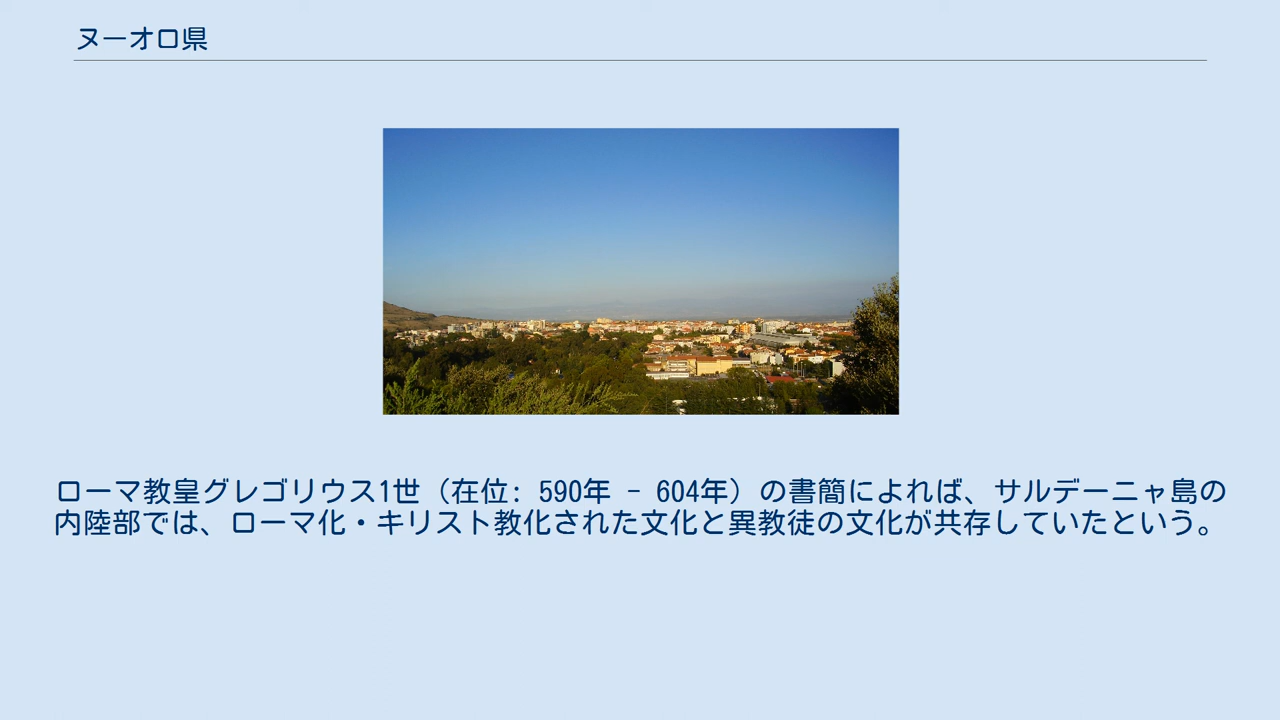 ヌーオロ県
ローマ教皇グレゴリウス1世（在位: 590年 - 604年）の書簡によれば、サルデーニャ島の
内陸部では、ローマ化・キリスト教化された文化と異教徒の文化が共存していたという。